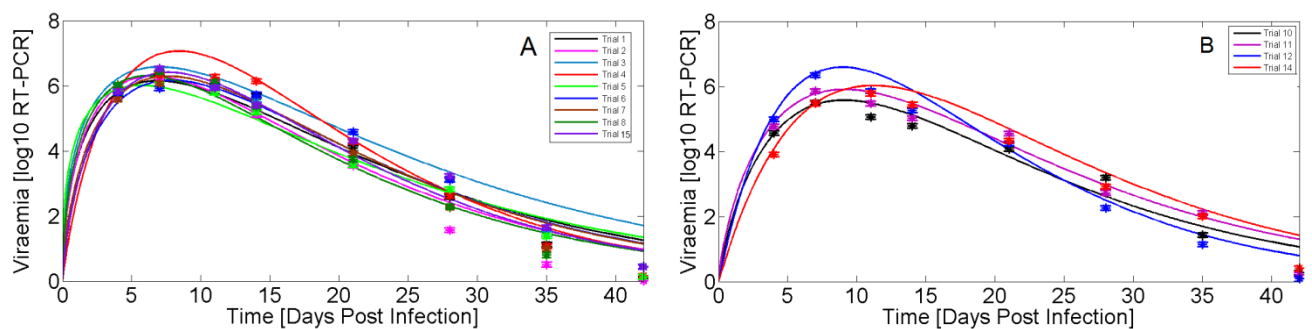 A
Viraemia [log10 RT-PCR]
8
6
4
2
0
0 5 10 15 20 25 30 35 40
Time [Days Post Infection]
Trial 1
Trial 2
Trial 3
Trial 4
Trial 5
Trial 6
Trial 7
Trial 8
Trial 15
B
Viraemia [log10 RT-PCR]
8
6
4
2
0
0 5 10 15 20 25 30 35 40
Time [Days Post Infection]
Trial 10
Trial 11
Trial 12
Trial 14